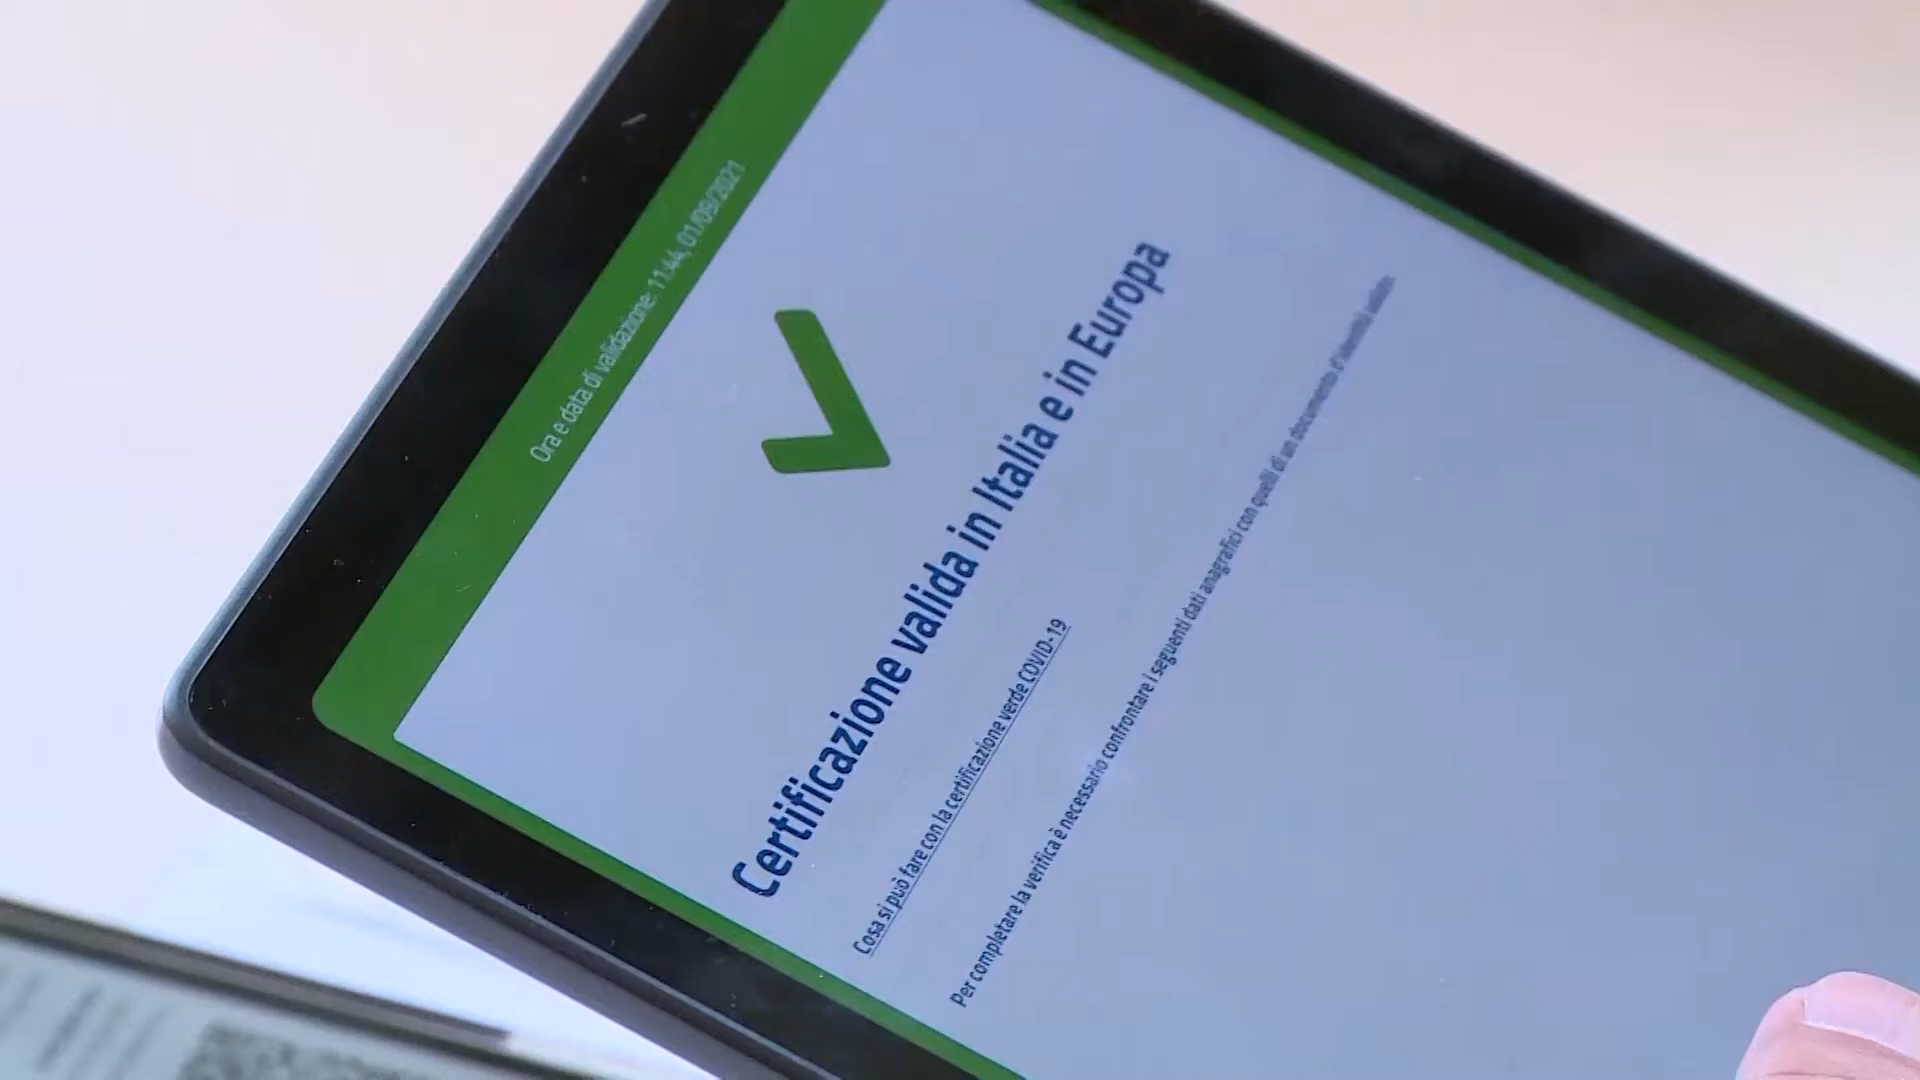 Ora e data di validazione: 11:44, 01/09/2021
Certificazione valida in Italia e in Europa
Cosa si può fare con la certificazione verde COVID-19
Per completare la verifica è necessario confrontare i seguenti dati anagrafici con quelli di un documento d'identità valido: